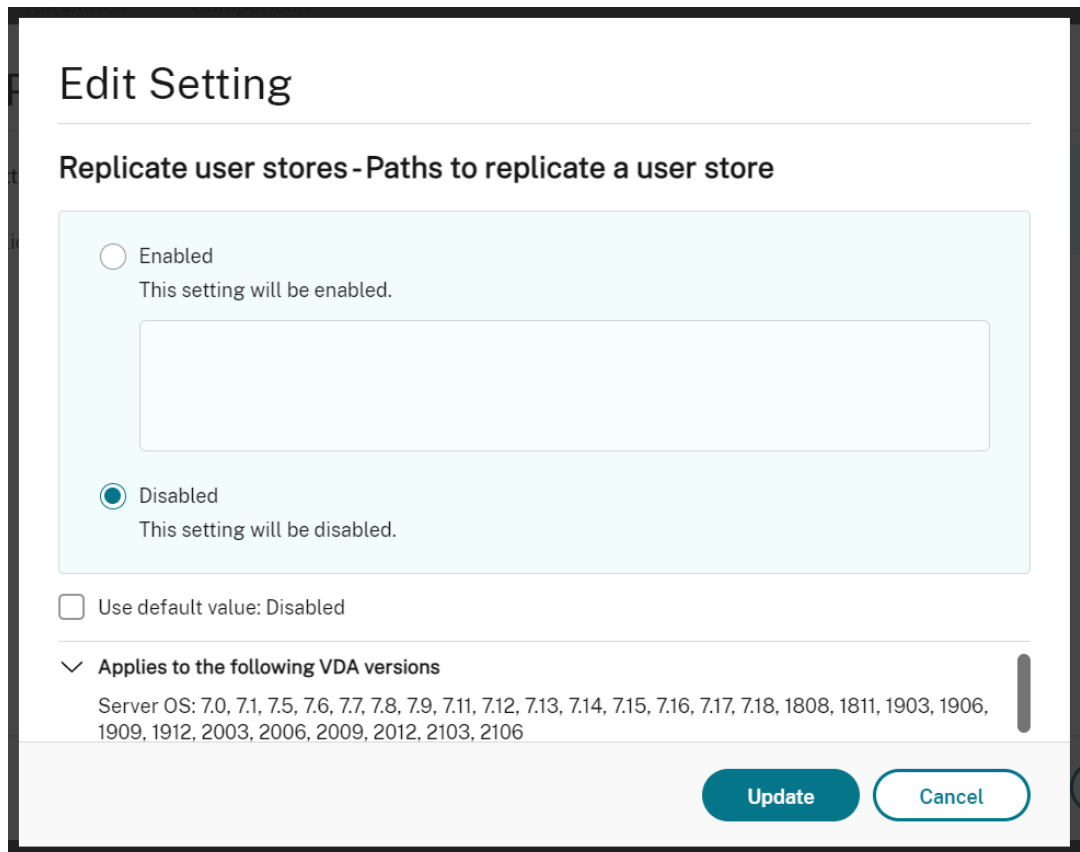 Edit Setting
Replicate user stores - Paths to replicate a user store
Enabled
This setting will be enabled.
Disabled
This setting will be disabled.
Use default value: Disabled
Applies to the following VDA versions
Server OS: 7.0, 7.1, 7.5, 7.6, 7.7, 7.8, 7.9, 7.11, 7.12, 7.13, 7.14, 7.15, 7.16, 7.17, 7.18, 1808, 1811, 1903, 1906,
1909, 1912, 2003, 2006, 2009, 2012, 2103, 2106
Update
Cancel